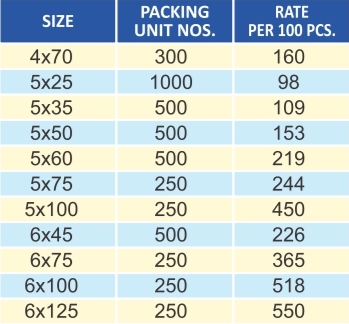 SIZE PACKING UNIT NOS. RATE PER 100 PCS.
4x70 300 160
5x25 1000 98
5x35 500 109
5x50 500 153
5x60 500 219
5x75 250 244
5x100 250 450
6x45 500 226
6x75 250 365
6x100 250 518
6x125 250 550